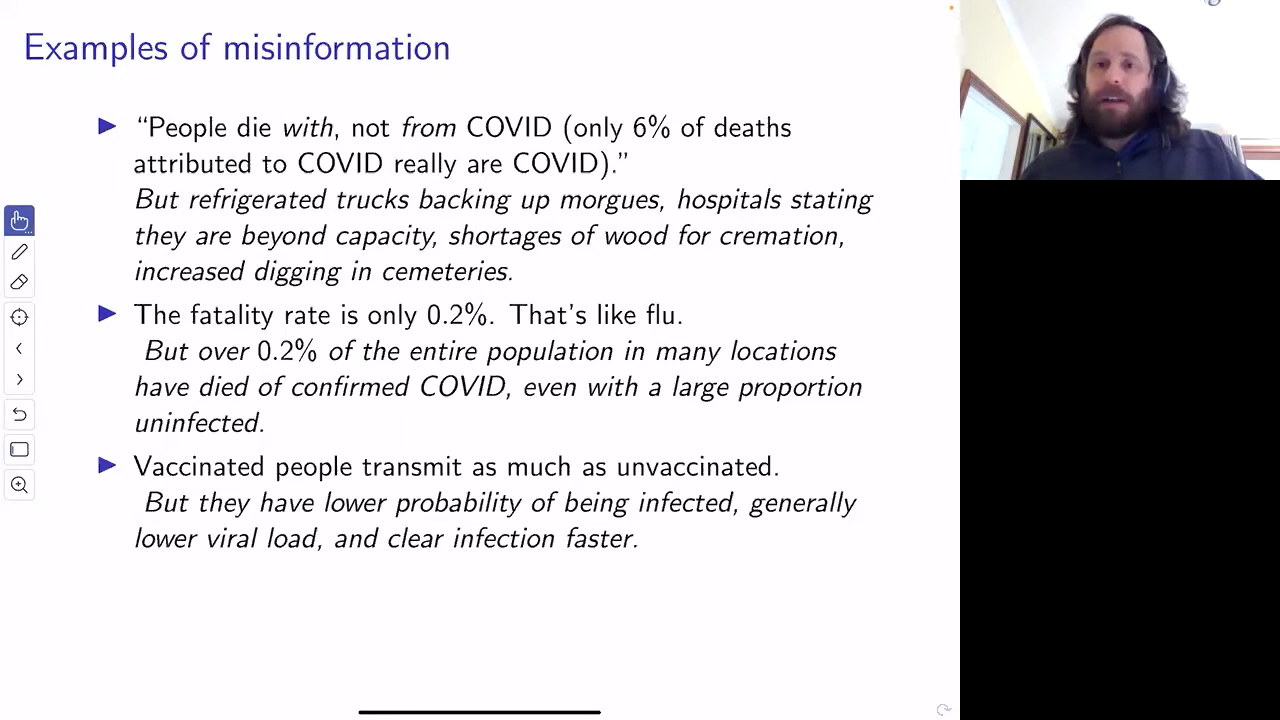 Examples of misinformation
▶ “People die with, not from COVID (only 6% of deaths
attributed to COVID really are COVID).”
But refrigerated trucks backing up morgues, hospitals stating
they are beyond capacity, shortages of wood for cremation,
increased digging in cemeteries.
▶ The fatality rate is only 0.2%. That’s like flu.
But over 0.2% of the entire population in many locations
have died of confirmed COVID, even with a large proportion
uninfected.
▶ Vaccinated people transmit as much as unvaccinated.
But they have lower probability of being infected, generally
lower viral load, and clear infection faster.